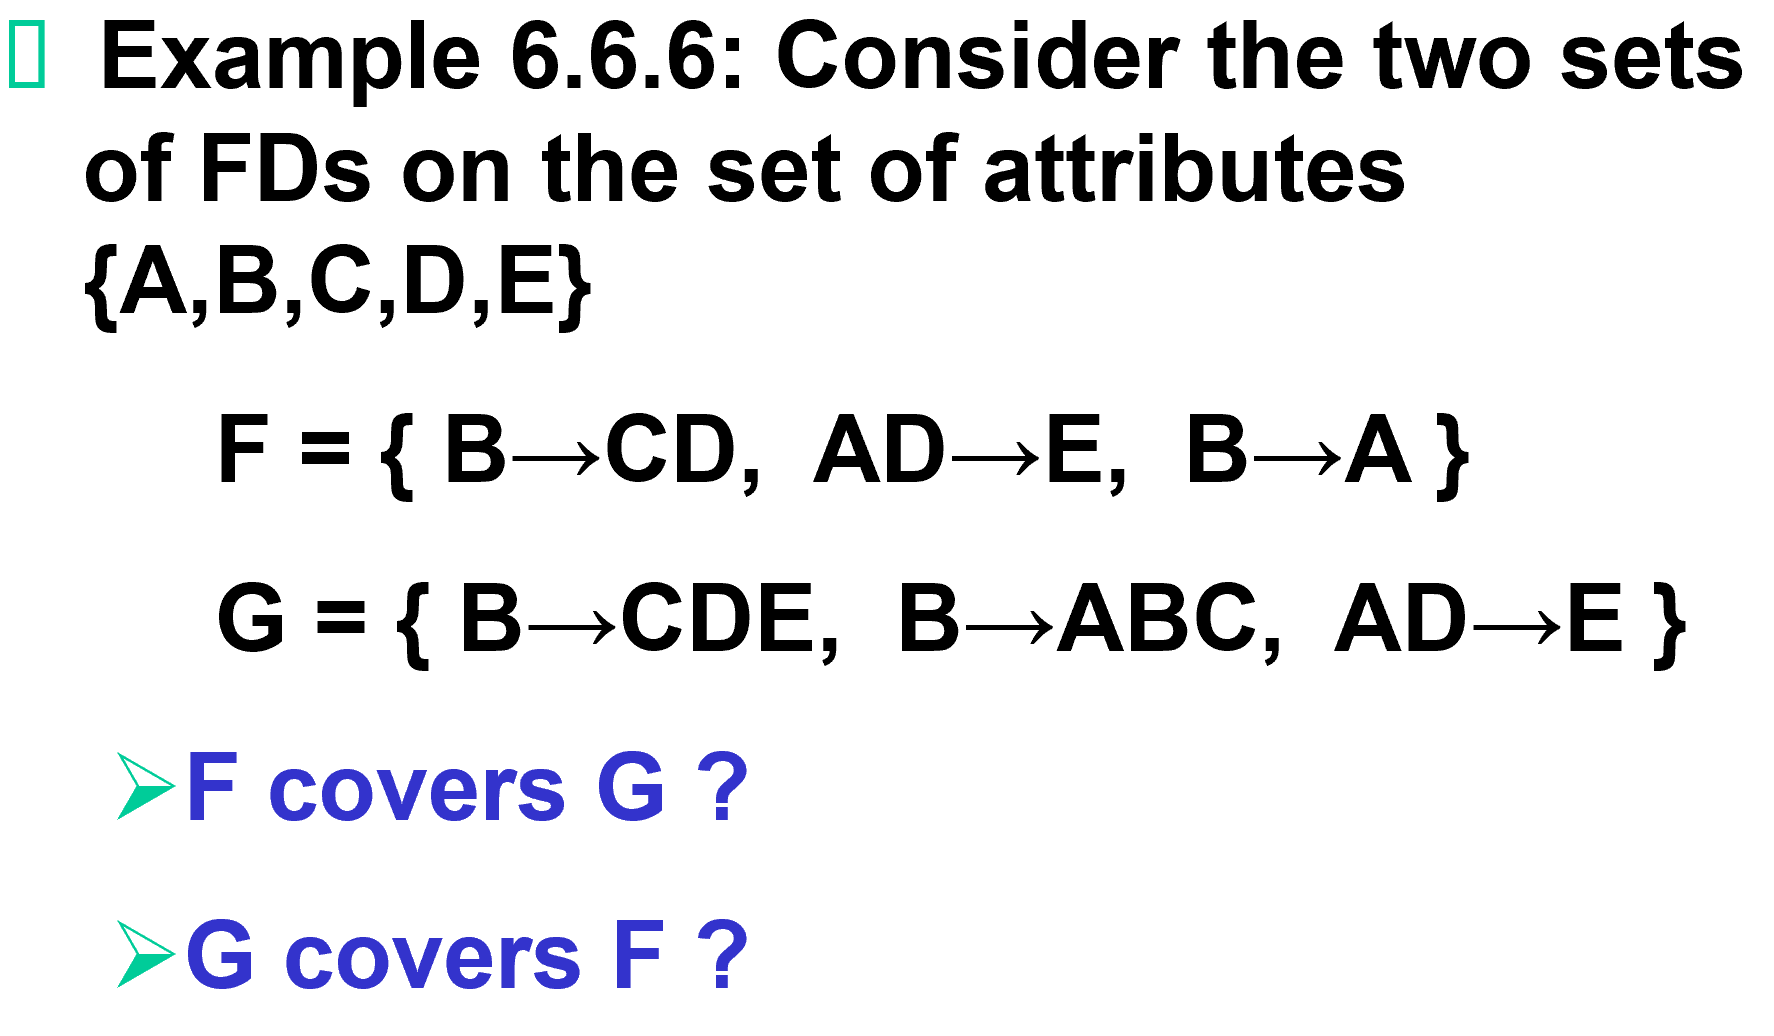 Example 6.6.6: Consider the two sets
of FDs on the set of attributes
{A,B,C,D,E}
F = { B→CD, AD→E, B→A }
G = { B→CDE, B→ABC, AD→E }
F covers G ?
G covers F ?